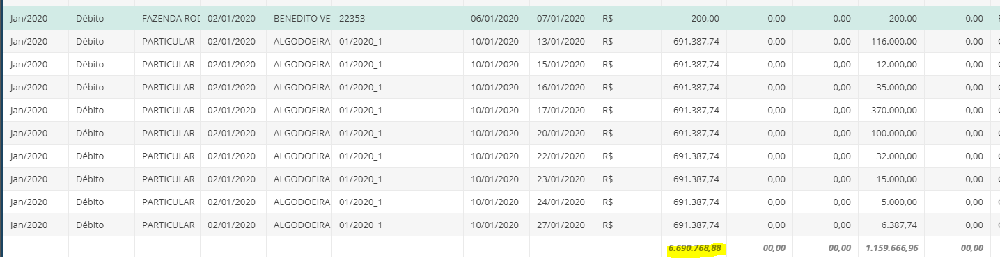 Jan/2020 Débito FAZENDA ROD 02/01/2020 BENEDITO VE 22353 06/01/2020 07/01/2020 R$ 200,00 0,00 0,00 200,00 0,00
Jan/2020 Débito PARTICULAR 02/01/2020 ALGODOEIRA 01/2020_1 10/01/2020 13/01/2020 R$ 691.387,74 0,00 0,00 116.000,00 0,00
Jan/2020 Débito PARTICULAR 02/01/2020 ALGODOEIRA 01/2020_1 10/01/2020 15/01/2020 R$ 691.387,74 0,00 0,00 12.000,00 0,00
Jan/2020 Débito PARTICULAR 02/01/2020 ALGODOEIRA 01/2020_1 10/01/2020 16/01/2020 R$ 691.387,74 0,00 0,00 35.000,00 0,00
Jan/2020 Débito PARTICULAR 02/01/2020 ALGODOEIRA 01/2020_1 10/01/2020 17/01/2020 R$ 691.387,74 0,00 0,00 370.000,00 0,00
Jan/2020 Débito PARTICULAR 02/01/2020 ALGODOEIRA 01/2020_1 10/01/2020 20/01/2020 R$ 691.387,74 0,00 0,00 100.000,00 0,00
Jan/2020 Débito PARTICULAR 02/01/2020 ALGODOEIRA 01/2020_1 10/01/2020 22/01/2020 R$ 691.387,74 0,00 0,00 32.000,00 0,00
Jan/2020 Débito PARTICULAR 02/01/2020 ALGODOEIRA 01/2020_1 10/01/2020 23/01/2020 R$ 691.387,74 0,00 0,00 15.000,00 0,00
Jan/2020 Débito PARTICULAR 02/01/2020 ALGODOEIRA 01/2020_1 10/01/2020 24/01/2020 R$ 691.387,74 0,00 0,00 5.000,00 0,00
Jan/2020 Débito PARTICULAR 02/01/2020 ALGODOEIRA 01/2020_1 10/01/2020 27/01/2020 R$ 691.387,74 0,00 0,00 6.387,74 0,00
6.690.768,88 00,00 00,00 1.159.666,96 00,00